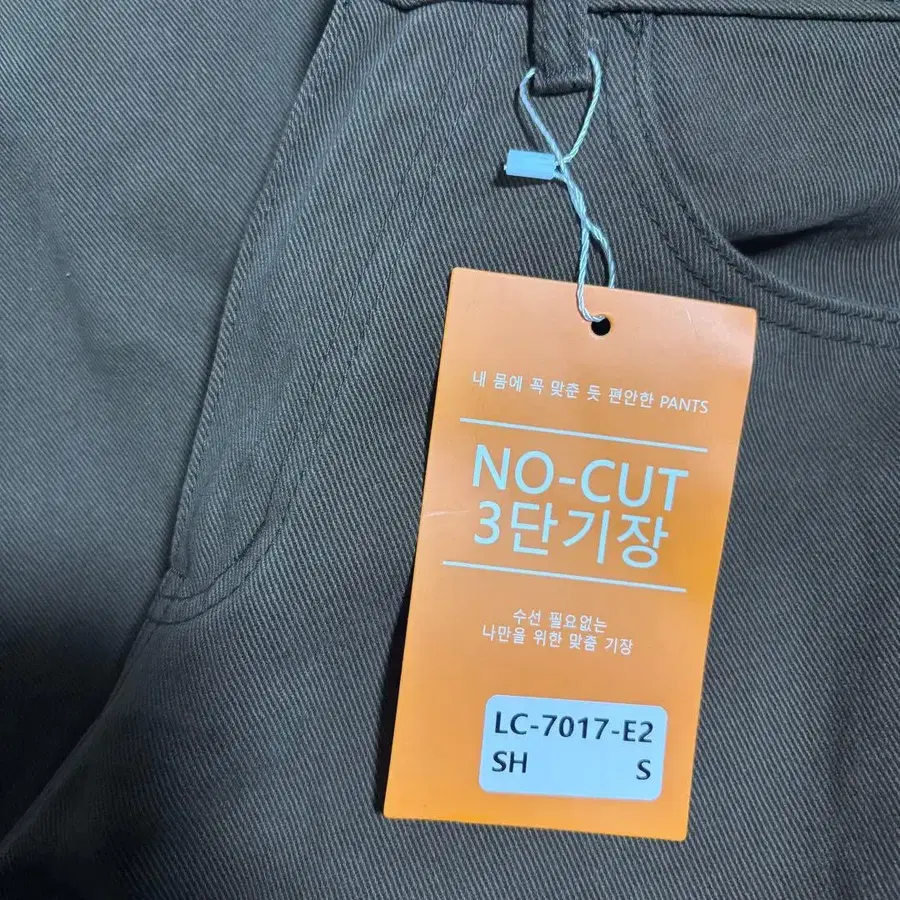 내 몸에 꼭 맞춘 듯 편안한 PANTS
NO-CUT
3단기장
수선 필요없는
나만을 위한 맞춤 기장
LC-7017-E2
SH S